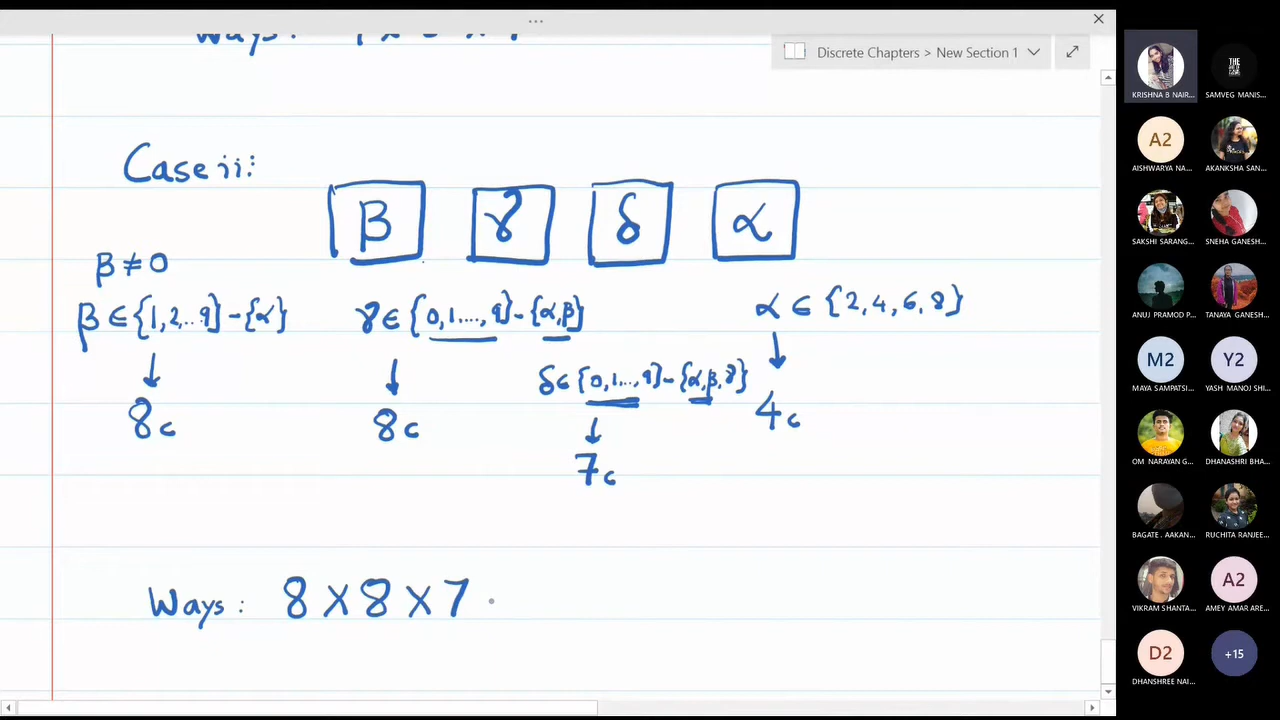 Ways:
Discrete Chapters > New Section 1
Case ii:
β γ δ α
β ≠ 0
β ∈ {1,2,..9} - {α}
γ ∈ {0,1....,9} - {α,β}
α ∈ {2,4,6,8}
δ ∈ {0,1...,9} - {α,β,γ}
8c
8c
4c
7c
Ways: 8 × 8 × 7
KRISHNA B NAIR...
SAMVEG MANIS...
A2
AISHWARYA NA...
AKANKSHA SAN...
SAKSHI SARANG...
SNEHA GANESH...
ANUJ PRAMOD P...
TANAYA GANESH...
M2
MAYA SAMPATSI...
Y2
YASH MANOJ SHI...
OM NARAYAN G...
DHANASHRI BHA...
BAGATE . AAKAN...
RUCHITA RANJEE...
VIKRAM SHANTA...
A2
AMEY AMAR ARE...
D2
DHANSHREE NAI...
+15